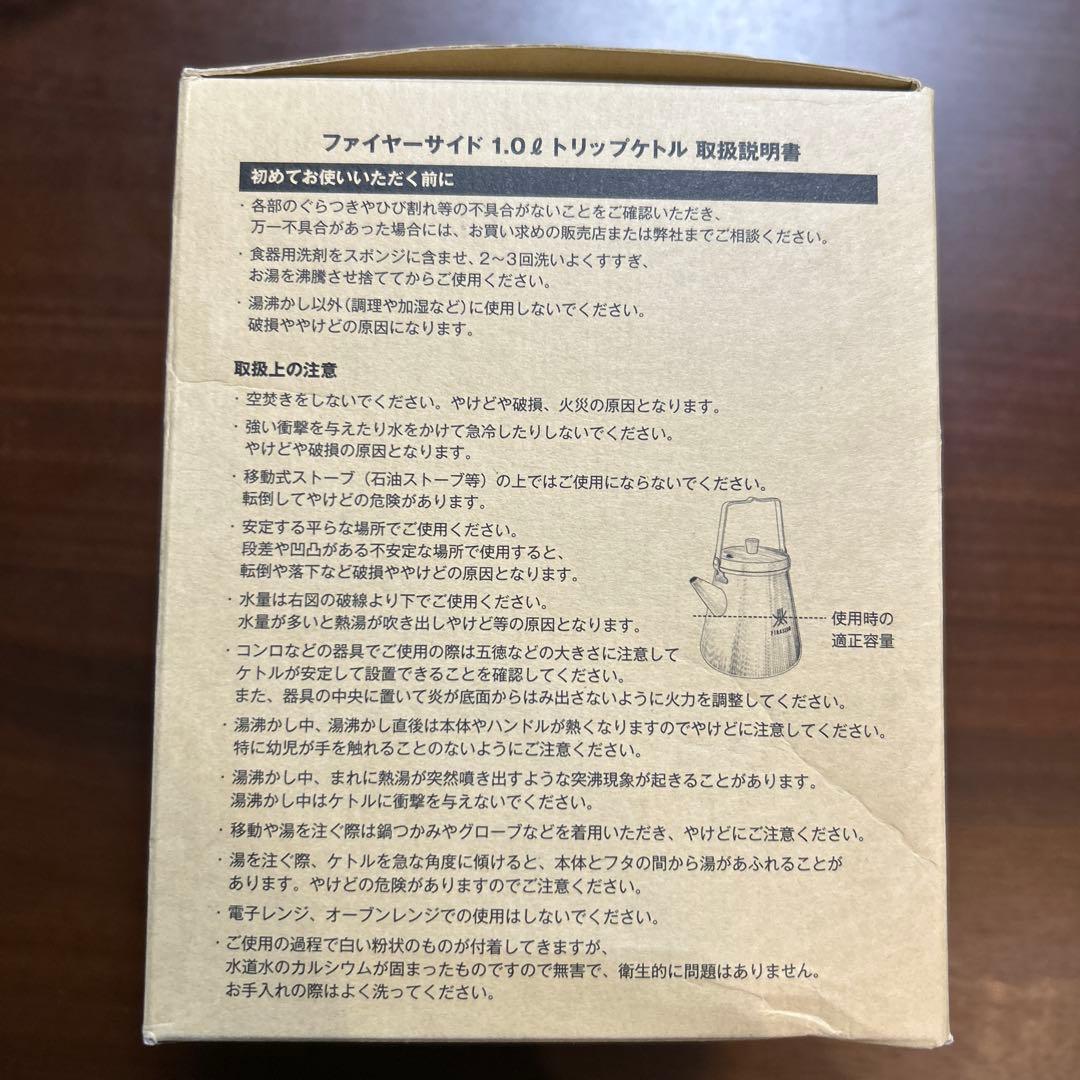 ファイヤーサイド 1.0ℓ トリップケトル 取扱説明書
初めてお使いいただく前に
・各部のぐらつきやひび割れ等の不具合がないことをご確認いただき、
万一不具合があった場合には、お買い求めの販売店または弊社までご相談ください。
・食器用洗剤をスポンジに含ませ、2〜3回洗いよくすすぎ、
お湯を沸騰させ捨ててからご使用ください。
・湯沸かし以外（調理や加湿など）に使用しないでください。
破損ややけどの原因になります。
取扱上の注意
・空焚きをしないでください。やけどや破損、火災の原因となります。
・強い衝撃を与えたり水をかけて急冷したりしないでください。
やけどや破損の原因となります。
・移動式ストーブ（石油ストーブ等）の上ではご使用にならないでください。
転倒してやけどの危険があります。
・安定する平らな場所でご使用ください。
段差や凹凸がある不安定な場所で使用すると、
転倒や落下など破損ややけどの原因となります。
・水量は右図の破線より下でご使用ください。
水量が多いと熱湯が吹き出しやけど等の原因となります。
使用時の
適正容量
・コンロなどの器具でご使用の際は五徳などの大きさに注意して
ケトルが安定して設置できることを確認してください。
また、器具の中央に置いて炎が底面からはみ出さないように火力を調整してください。
・湯沸かし中、湯沸かし直後は本体やハンドルが熱くなりますのでやけどに注意してください。
特に幼児が手を触れることのないようにご注意ください。
・湯沸かし中、まれに熱湯が突然噴き出すような突沸現象が起きることがあります。
湯沸かし中はケトルに衝撃を与えないでください。
・移動や湯を注ぐ際は鍋つかみやグローブなどを着用いただき、やけどにご注意ください。
・湯を注ぐ際、ケトルを急な角度に傾けると、本体とフタの間から湯があふれることが
あります。やけどの危険がありますのでご注意ください。
・電子レンジ、オーブンレンジでの使用はしないでください。
・ご使用の過程で白い粉状のものが付着してきますが、
水道水のカルシウムが固まったものですので無害で、衛生的に問題はありません。
お手入れの際はよく洗ってください。